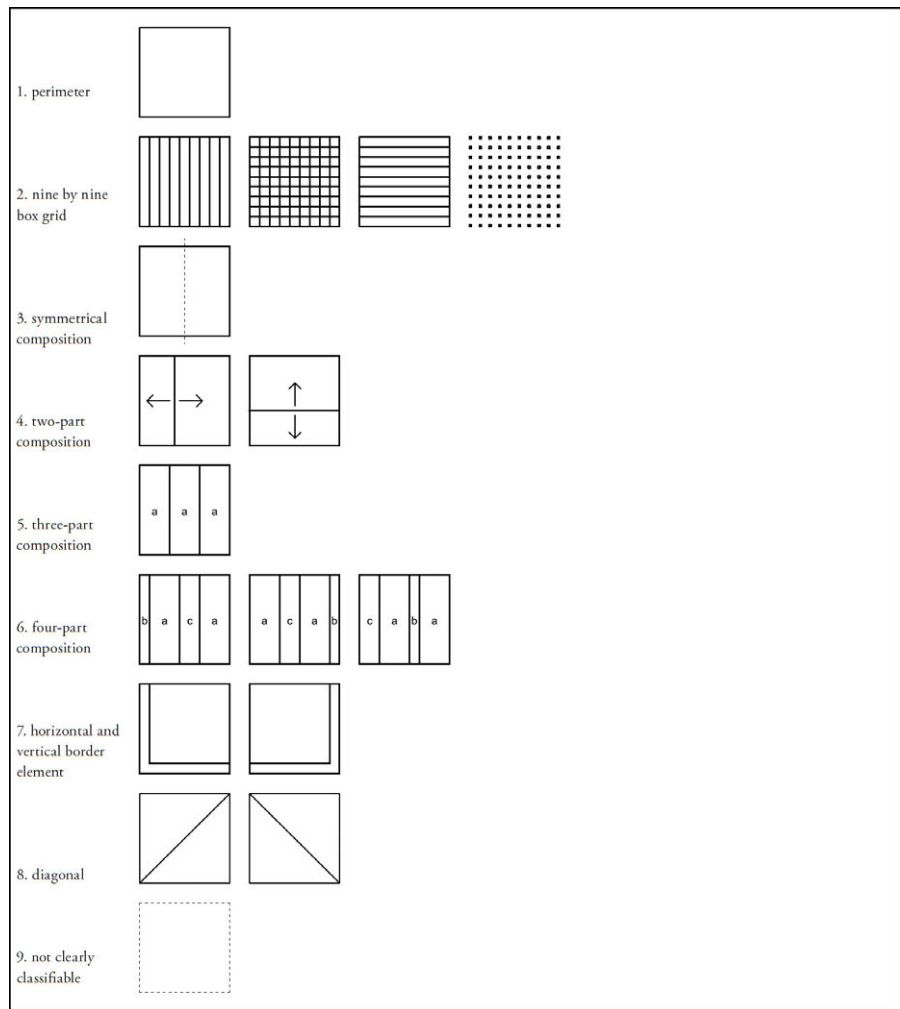 1. perimeter
2. nine by nine
box grid
3. symmetrical
composition
4. two-part
composition
5. three-part
composition
a a a
6. four-part
composition
b a c a
a c a b
c a b a
7. horizontal and
vertical border
element
8. diagonal
9. not clearly
classifiable